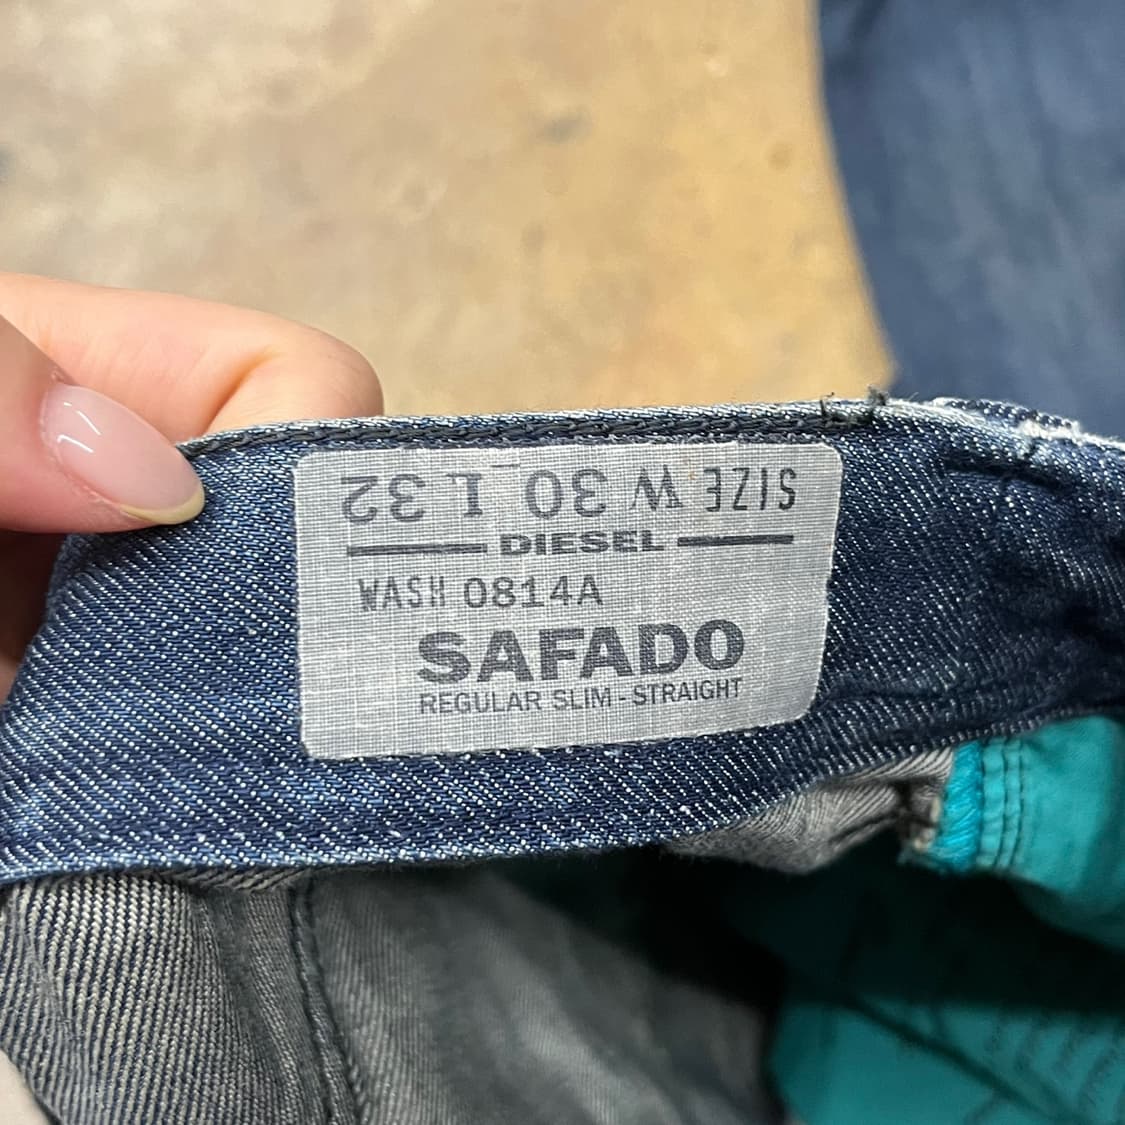 SIZE W 30 L 32
DIESEL
WASH 0814A
SAFADO
REGULAR SLIM - STRAIGHT